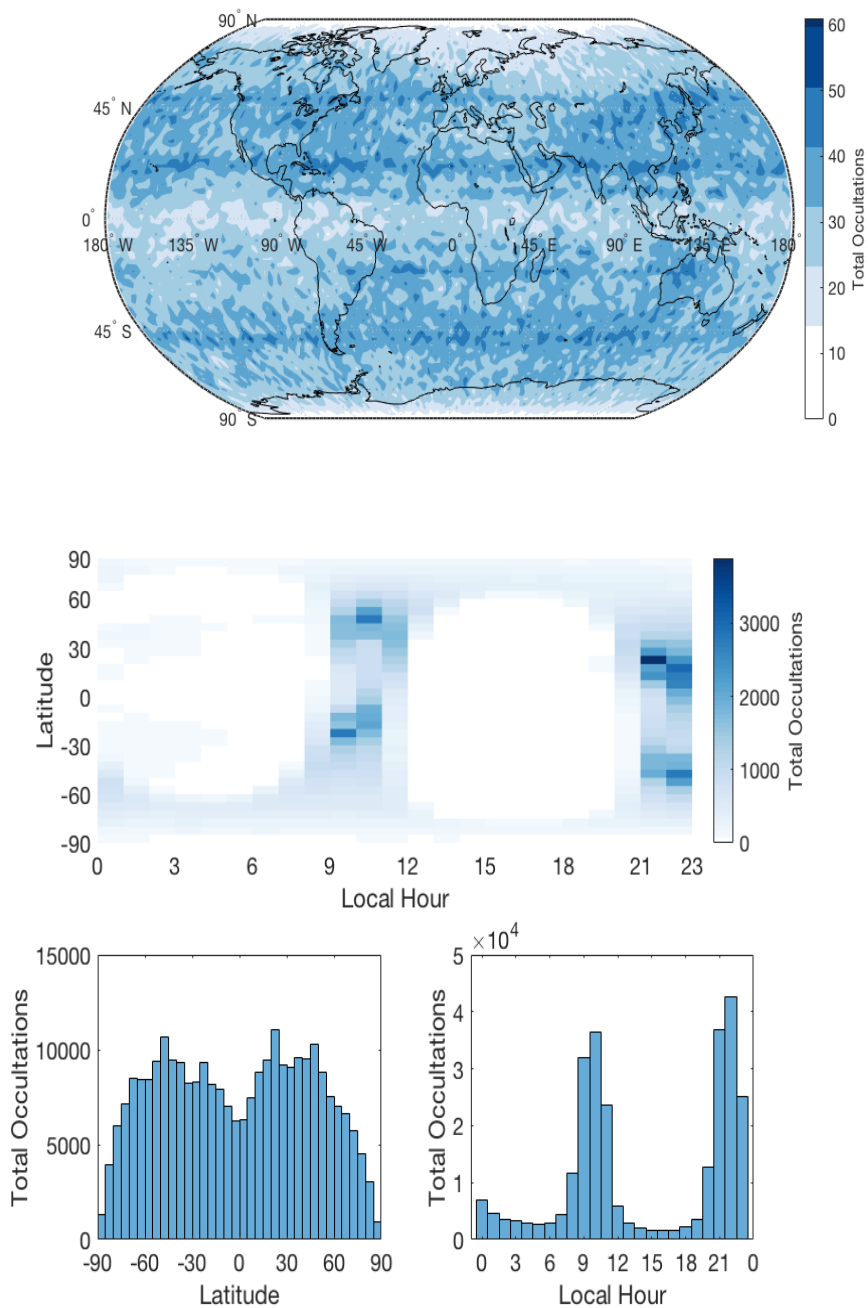 90° N
45° N
0°
180° W 135° W 90° W 45° W 0° 45° E 90° E 135° E 180°
45° S
90° S
60
50
40
30
20
10
0
Total Occultations
90
60
30
0
-30
-60
-90
Latitude
0 3 6 9 12 15 18 21 23
Local Hour
3000
2000
1000
0
Total Occultations
15000
10000
5000
0
Total Occultations
-90 -60 -30 0 30 60 90
Latitude
×10⁴
5
4
3
2
1
0
Total Occultations
0 3 6 9 12 15 18 21 0
Local Hour